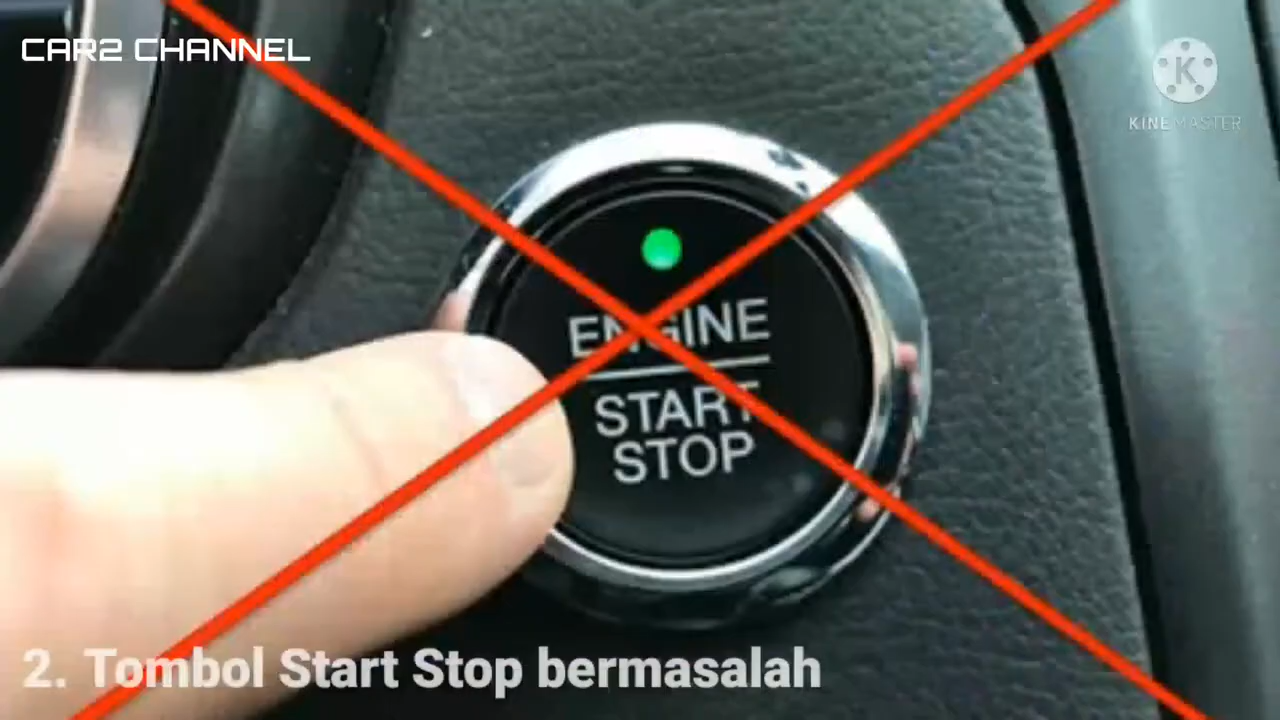 CAR2 CHANNEL
KINEMASTER
ENGINE
START
STOP
2. Tombol Start Stop bermasalah